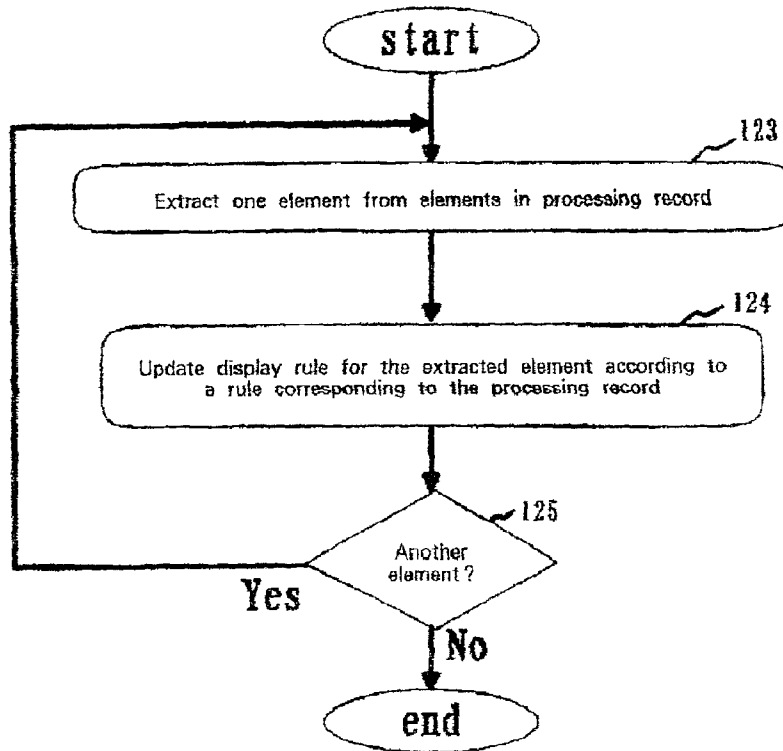 start
123
Extract one element from elements in processing record
124
Update display rule for the extracted element according to
a rule corresponding to the processing record
125
Another
element?
Yes
No
end